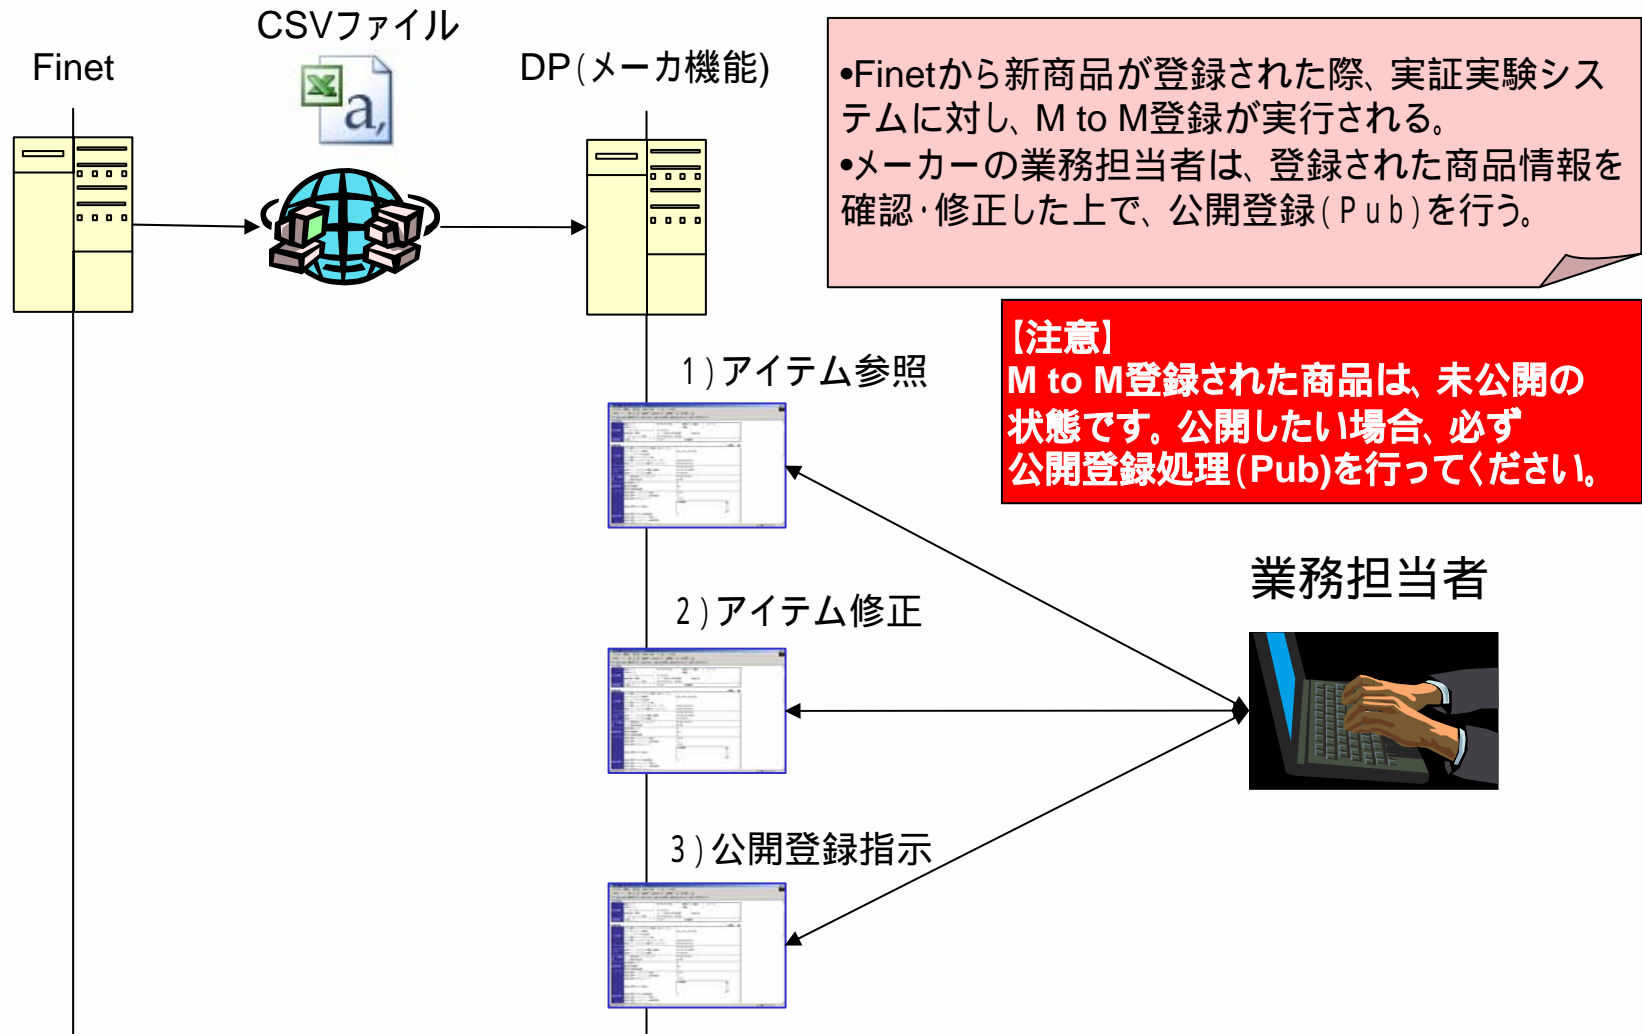 CSVファイル
Finet
DP(メーカ機能)
•Finetから新商品が登録された際、実証実験シス
テムに対し、M to M登録が実行される。
•メーカーの業務担当者は、登録された商品情報を
確認・修正した上で、公開登録(Pub)を行う。
【注意】
M to M登録された商品は、未公開の
状態です。公開したい場合、必ず
公開登録処理(Pub)を行ってください。
1)アイテム参照
業務担当者
2)アイテム修正
3)公開登録指示
a,